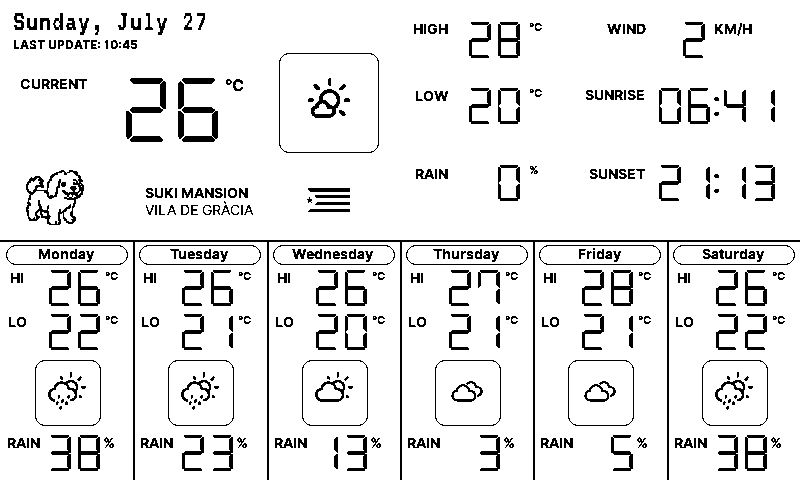 Sunday, July 27
LAST UPDATE: 10:45
CURRENT 26 °C
SUKI MANSION
VILA DE GRÀCIA
HIGH 28 °C
LOW 20 °C
RAIN 0 %
WIND 2 KM/H
SUNRISE 06:41
SUNSET 21:13
Monday
HI 26 °C
LO 22 °C
RAIN 38 %
Tuesday
HI 26 °C
LO 21 °C
RAIN 23 %
Wednesday
HI 26 °C
LO 20 °C
RAIN 13 %
Thursday
HI 27 °C
LO 21 °C
RAIN 3 %
Friday
HI 28 °C
LO 21 °C
RAIN 5 %
Saturday
HI 26 °C
LO 22 °C
RAIN 38 %